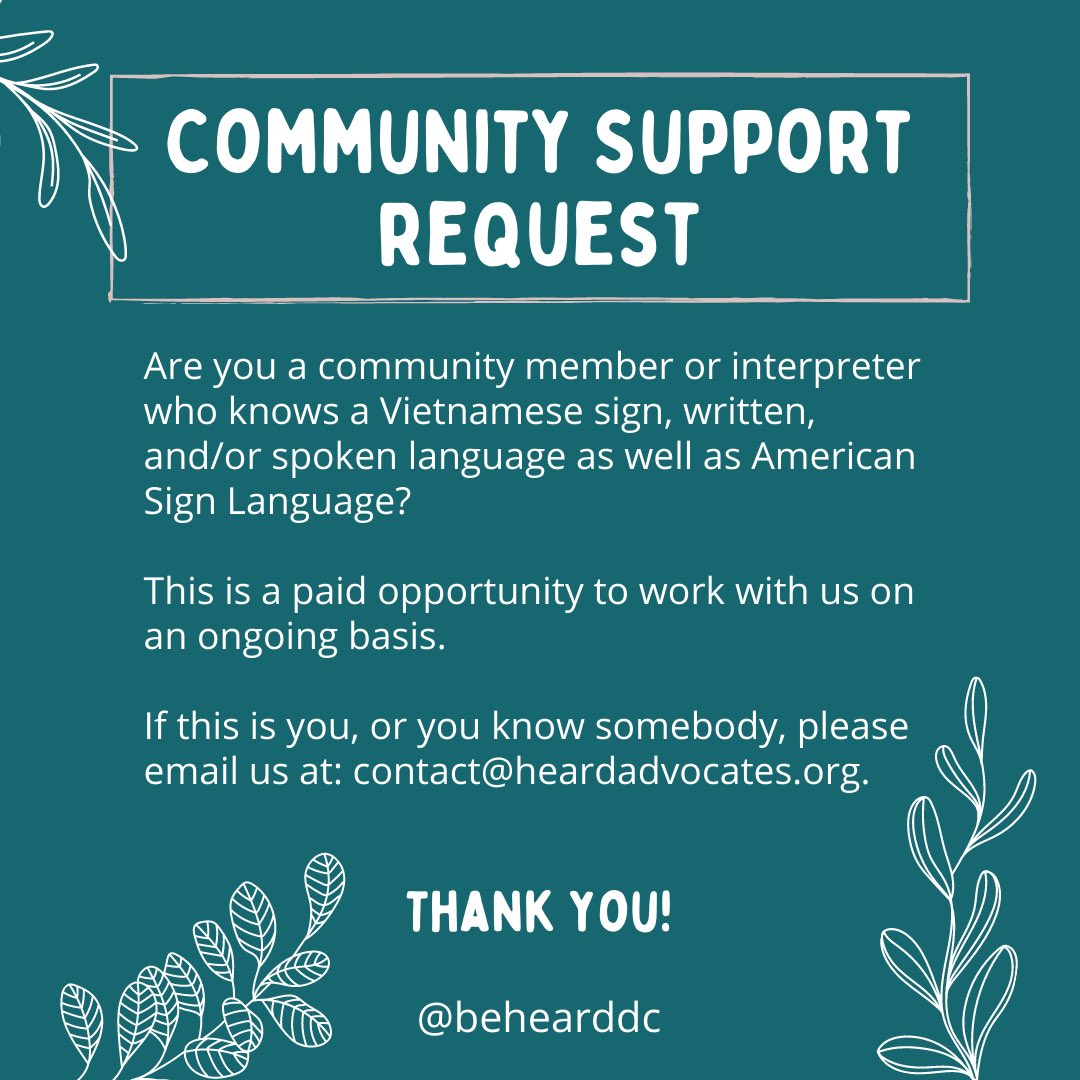 COMMUNITY SUPPORT
REQUEST
Are you a community member or interpreter
who knows a Vietnamese sign, written,
and/or spoken language as well as American
Sign Language?
This is a paid opportunity to work with us on
an ongoing basis.
If this is you, or you know somebody, please
email us at: contact@heardadvocates.org.
THANK YOU!
@behearddc